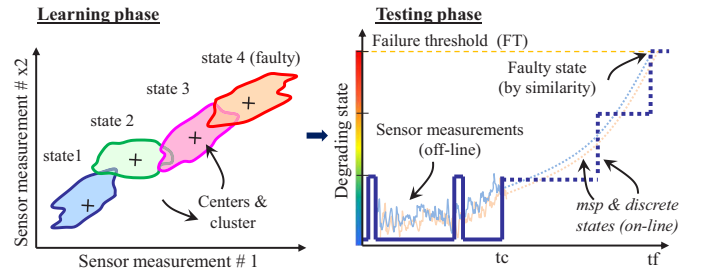 Learning phase
Sensor measurement # x2
state 4 (faulty)
state 3
state 2
state1
Centers &
cluster
Sensor measurement # 1
Testing phase
Failure threshold (FT)
Degrading state
Faulty state
(by similarity)
Sensor measurements
(off-line)
msp & discrete
states (on-line)
tc
tf